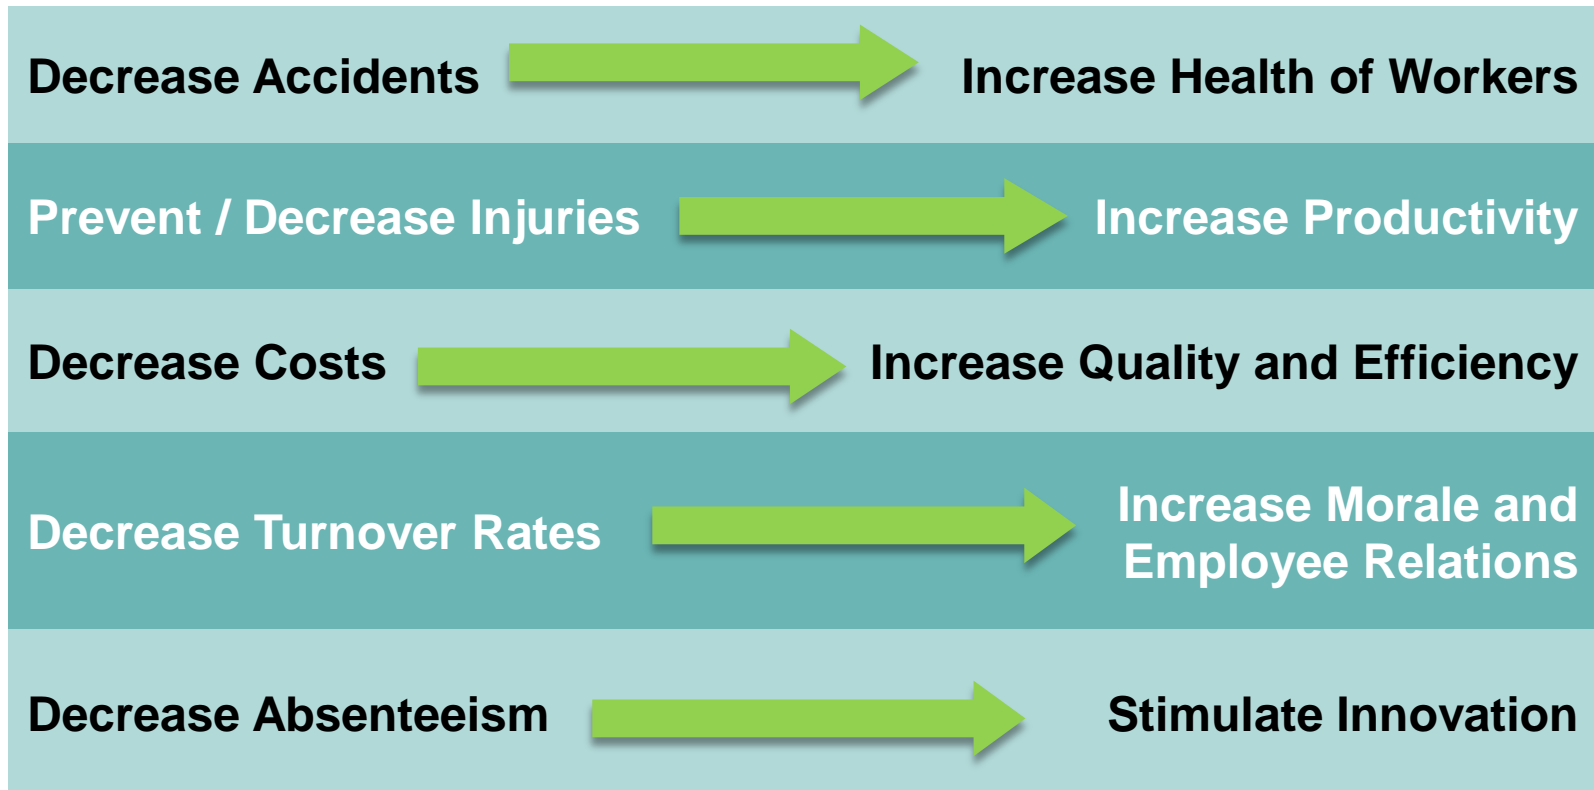 Decrease Accidents
Increase Health of Workers
Prevent / Decrease Injuries
Increase Productivity
Decrease Costs
Increase Quality and Efficiency
Decrease Turnover Rates
Increase Morale and
Employee Relations
Decrease Absenteeism
Stimulate Innovation